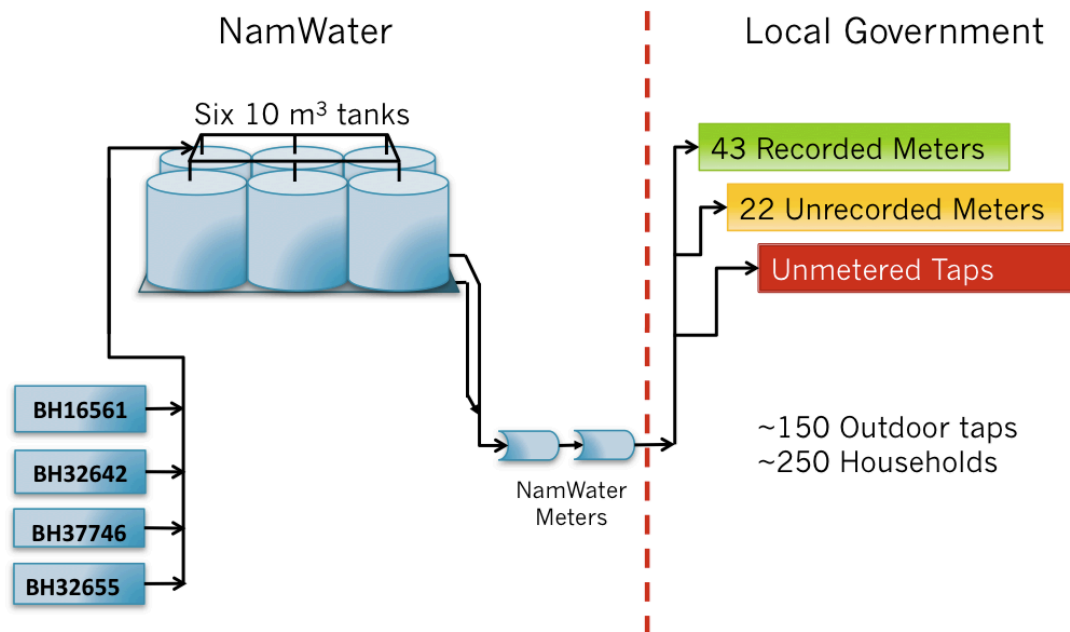 NamWater
Local Government
Six 10 m³ tanks
43 Recorded Meters
22 Unrecorded Meters
Unmetered Taps
BH16561
BH32642
BH37746
BH32655
NamWater
Meters
~150 Outdoor taps
~250 Households